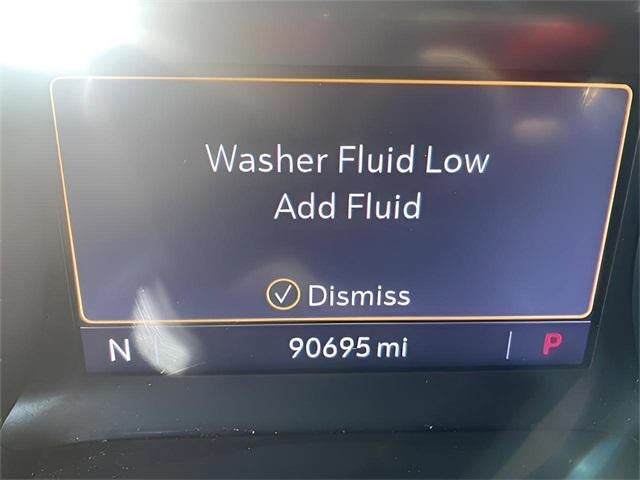 Washer Fluid Low
Add Fluid
Dismiss
N 90695 mi P